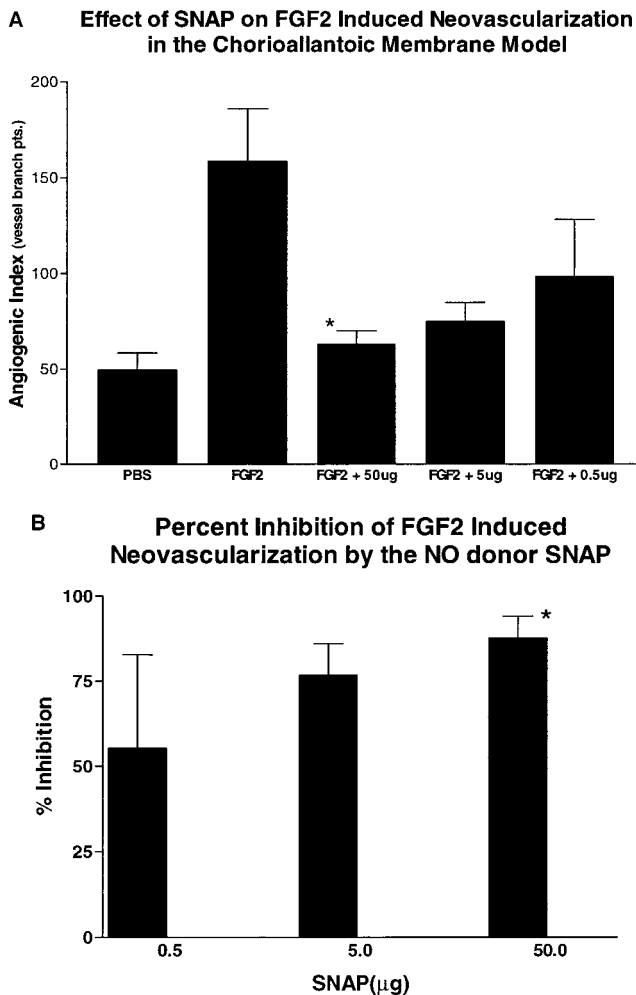 A
Effect of SNAP on FGF2 Induced Neovascularization
in the Chorioallantoic Membrane Model
Angiogenic Index (vessel branch pts.)
200
150
100
50
0
*
PBS FGF2 FGF2 + 50ug FGF2 + 5ug FGF2 + 0.5ug
B
Percent Inhibition of FGF2 Induced
Neovascularization by the NO donor SNAP
% Inhibition
100
75
50
25
0
*
0.5 5.0 50.0
SNAP(μg)